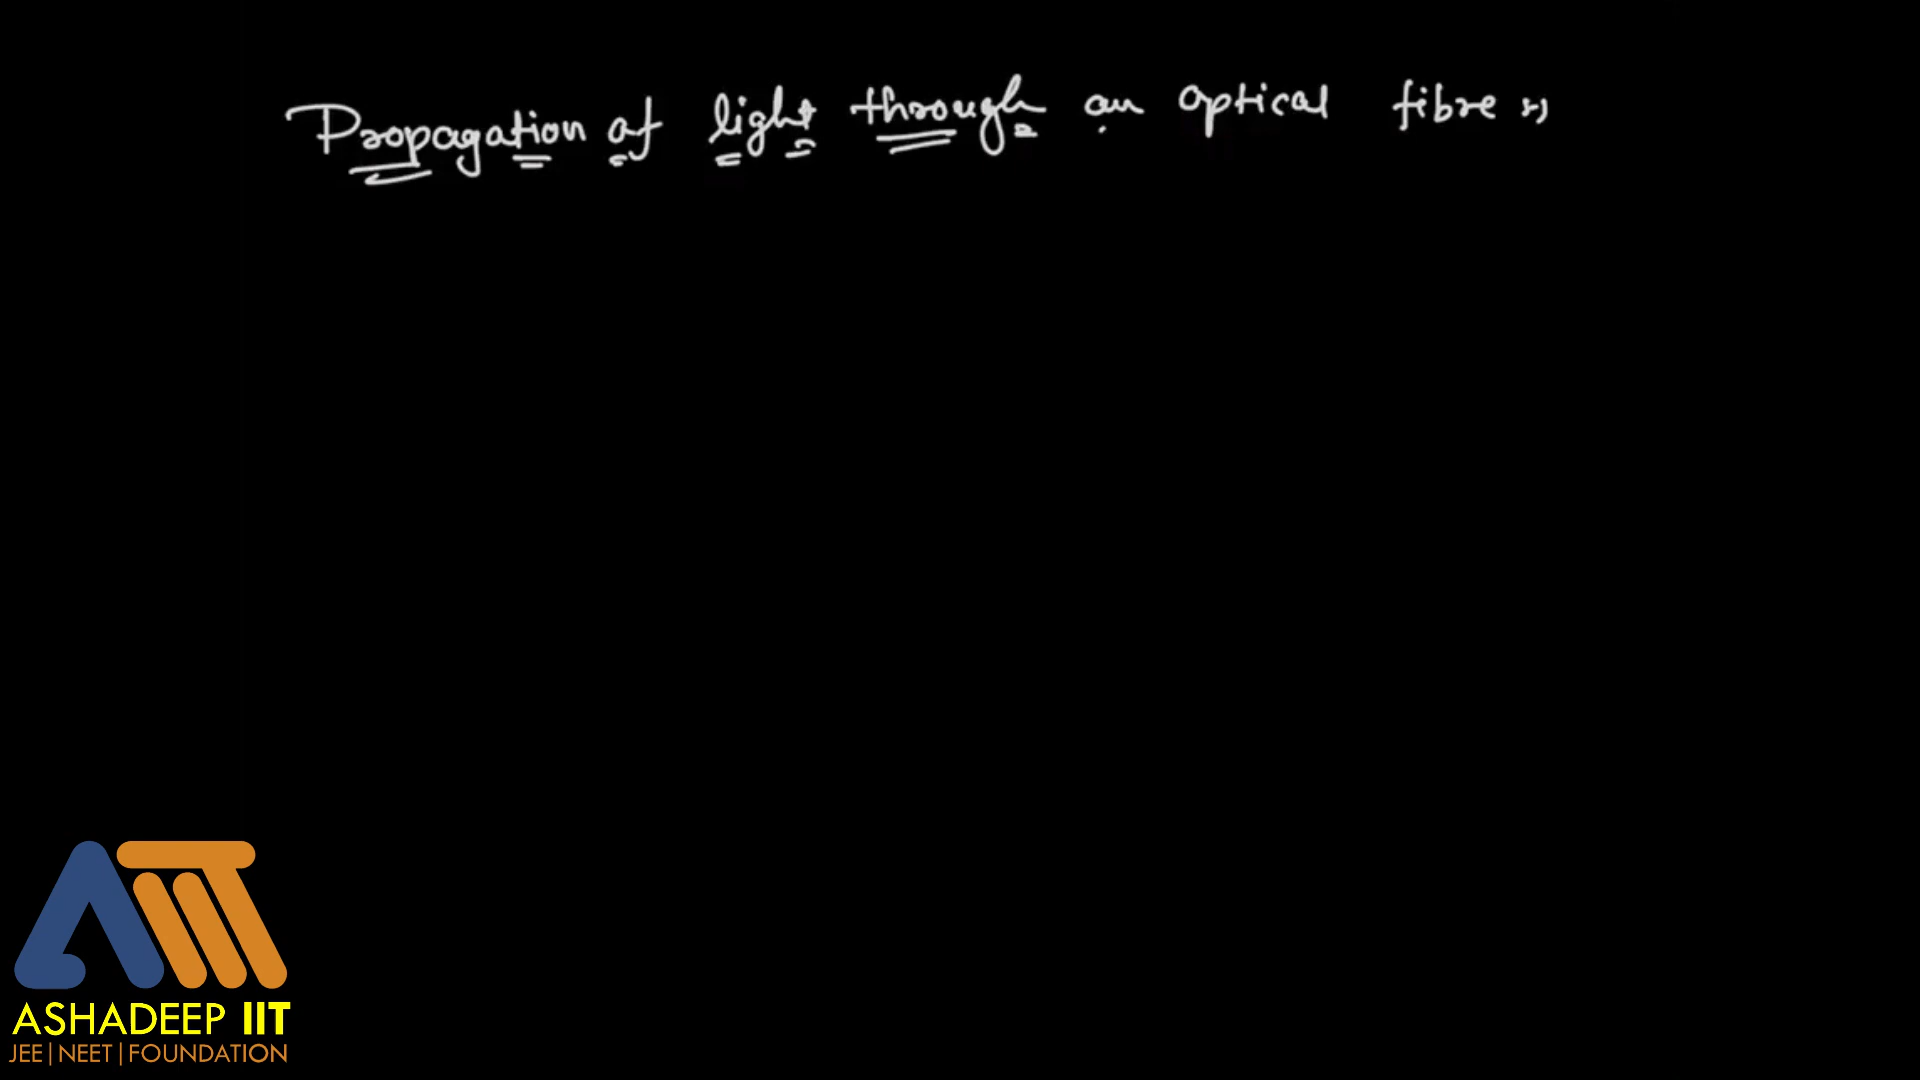 Propagation of light through an optical fibre :,
ASHADEEP IIT
JEE|NEET|FOUNDATION